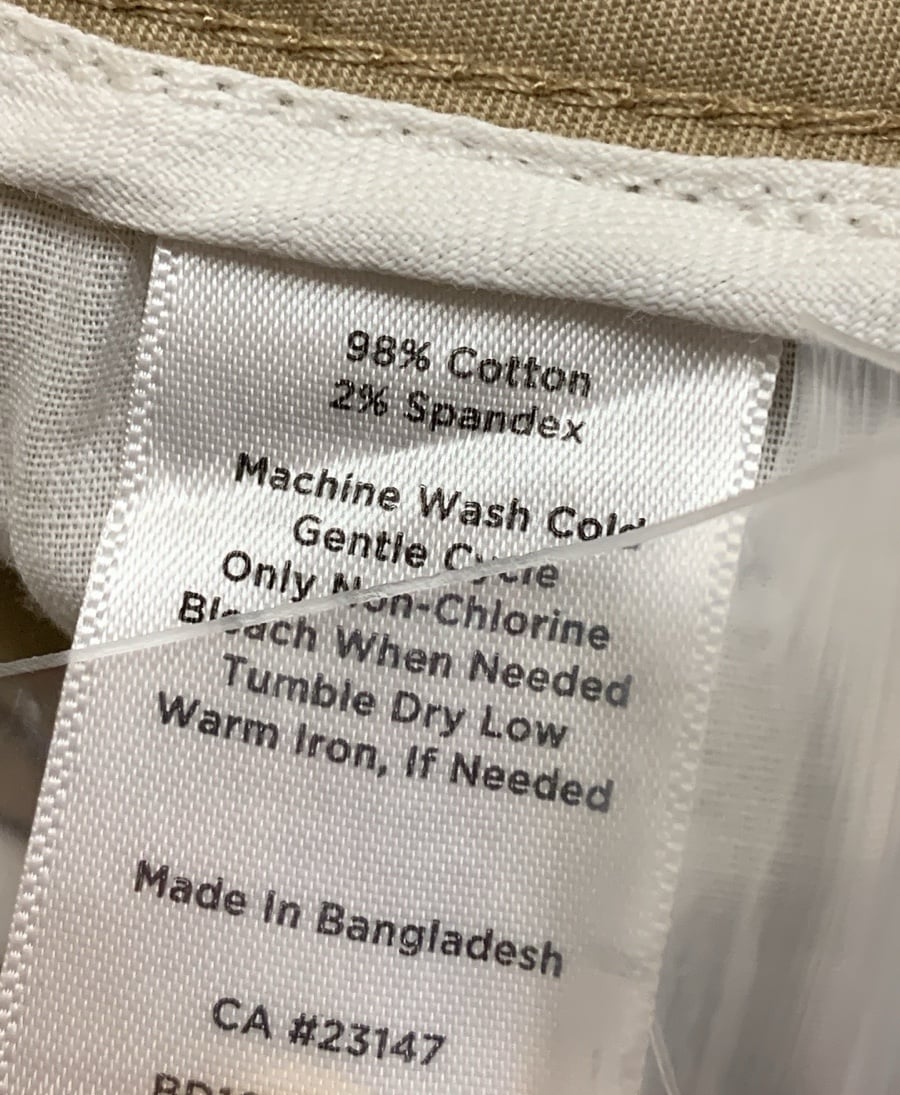 98% Cotton
2% Spandex
Machine Wash Cold
Gentle Cycle
Only Non-Chlorine
Bleach When Needed
Tumble Dry Low
Warm Iron, If Needed
Made In Bangladesh
CA #23147